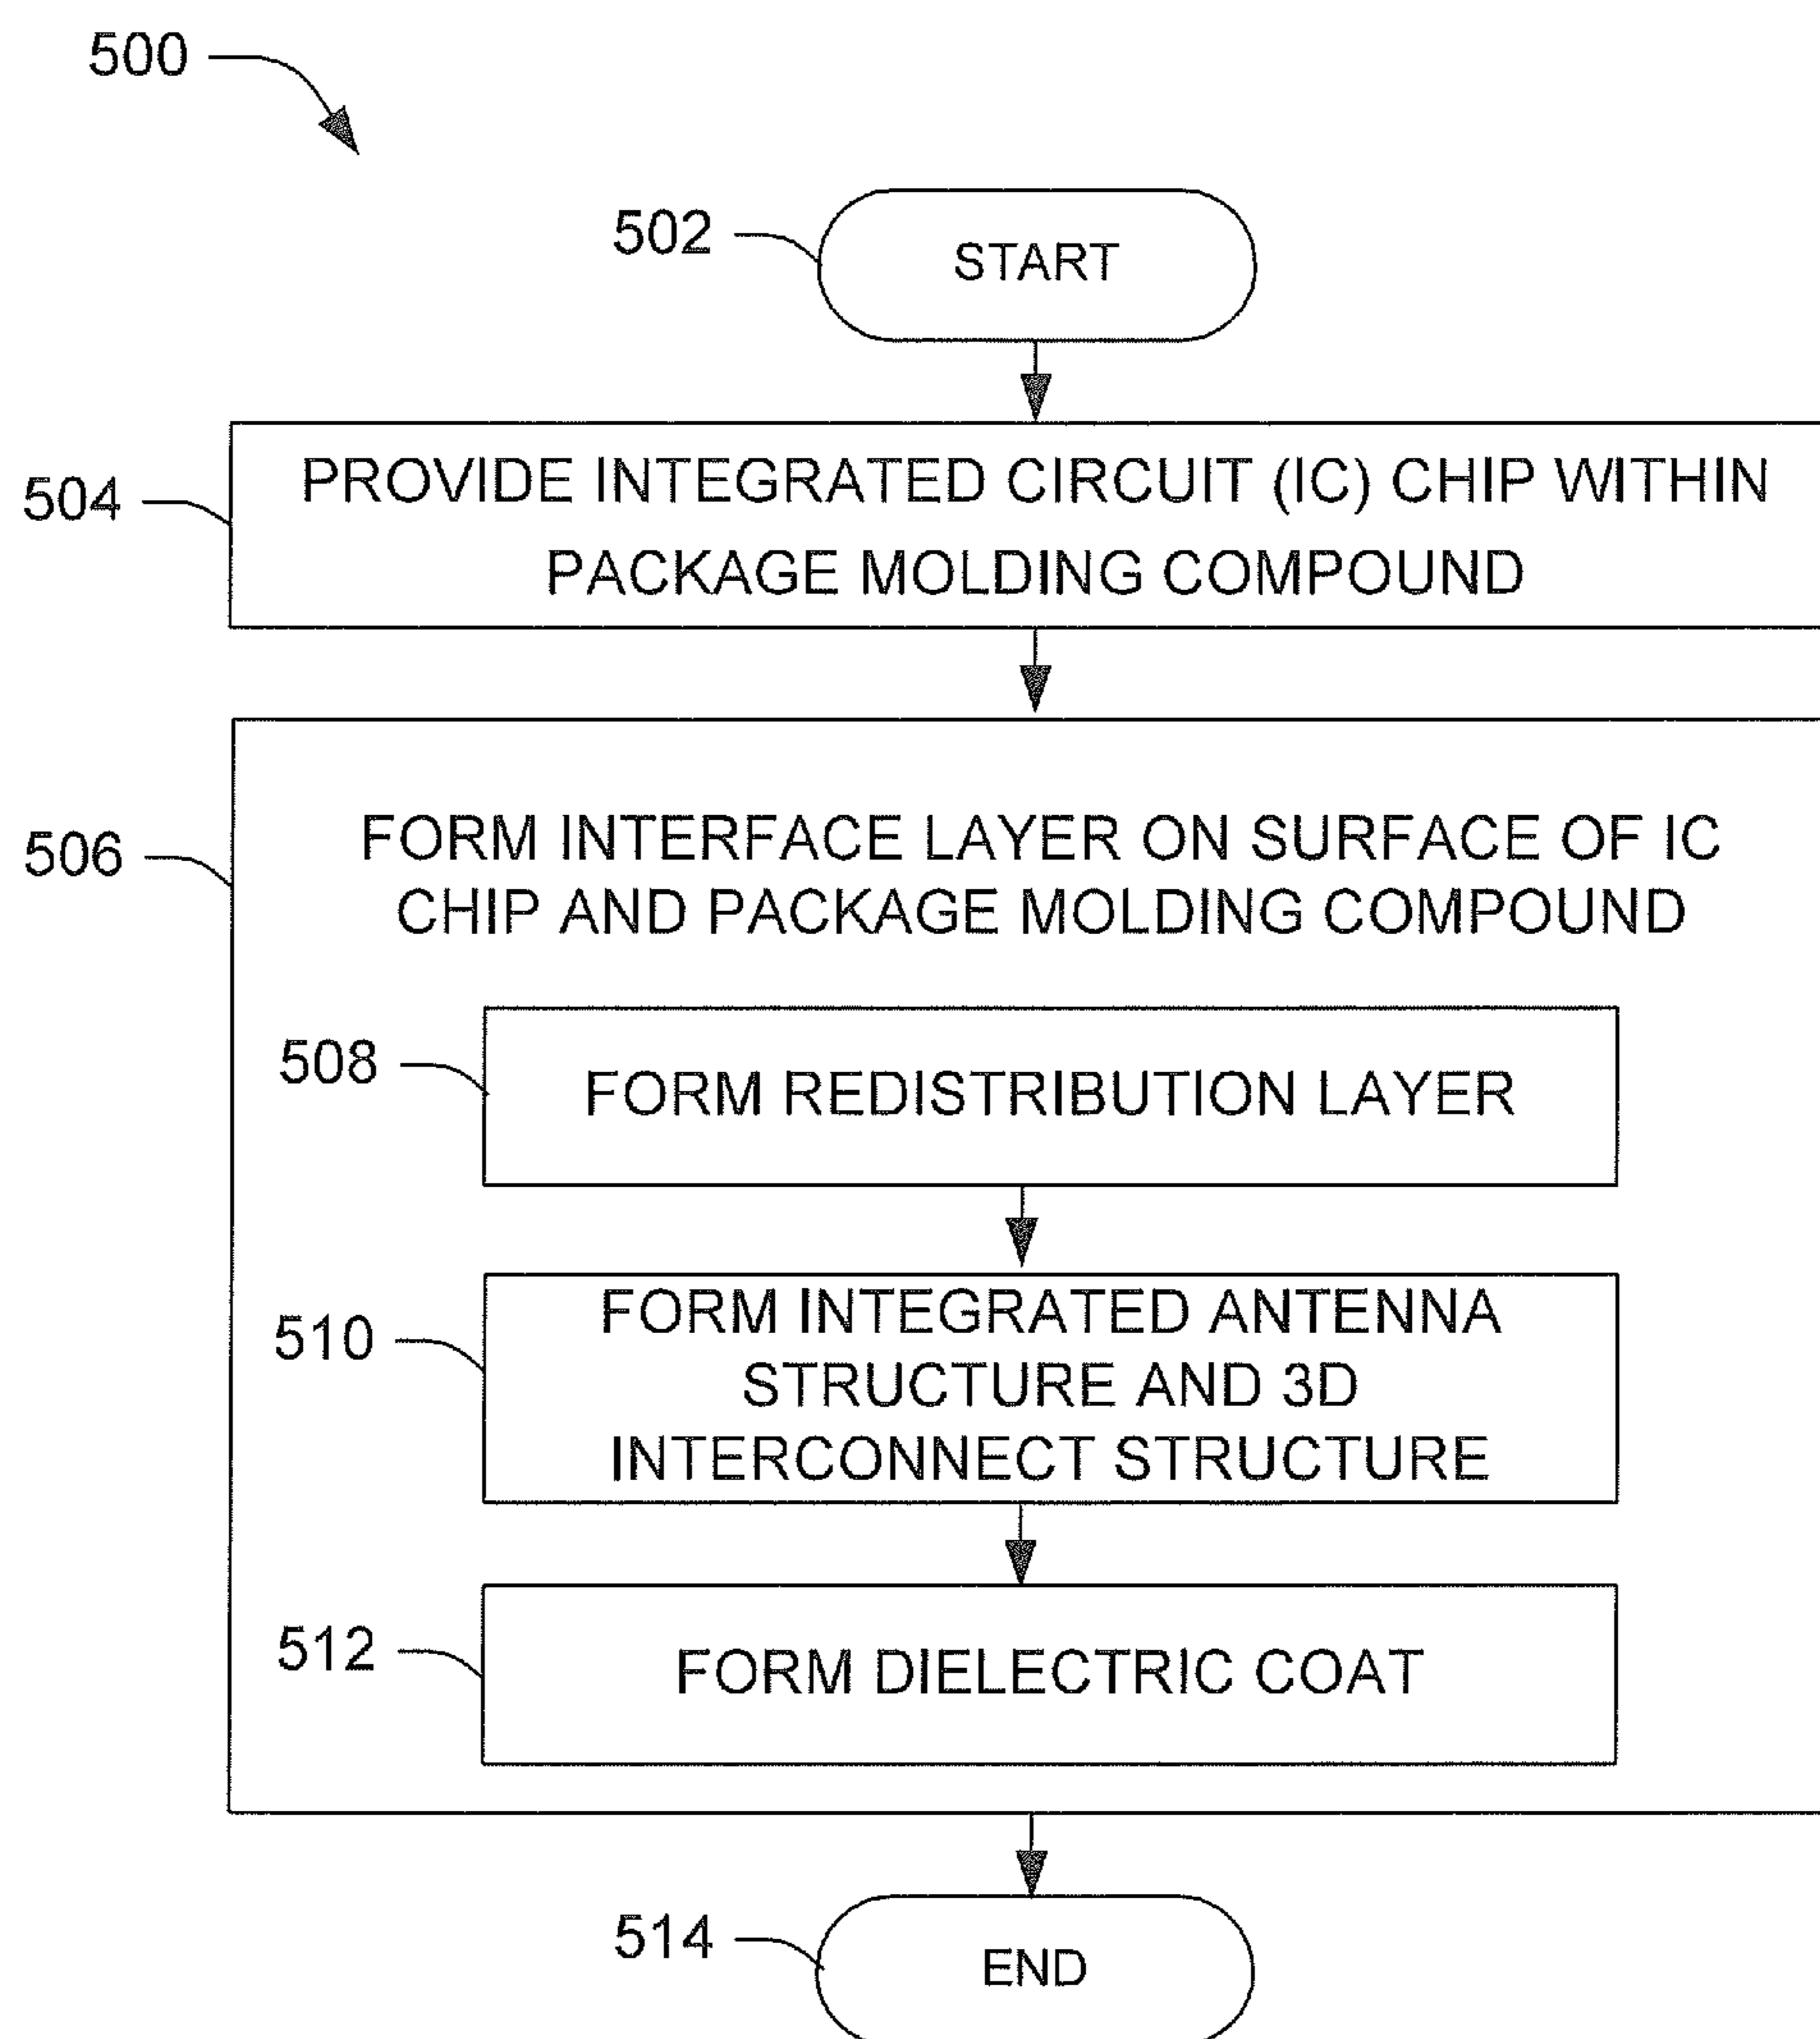 500
502
START
504
PROVIDE INTEGRATED CIRCUIT (IC) CHIP WITHIN
PACKAGE MOLDING COMPOUND
506
FORM INTERFACE LAYER ON SURFACE OF IC
CHIP AND PACKAGE MOLDING COMPOUND
508
FORM REDISTRIBUTION LAYER
510
FORM INTEGRATED ANTENNA
STRUCTURE AND 3D
INTERCONNECT STRUCTURE
512
FORM DIELECTRIC COAT
514
END